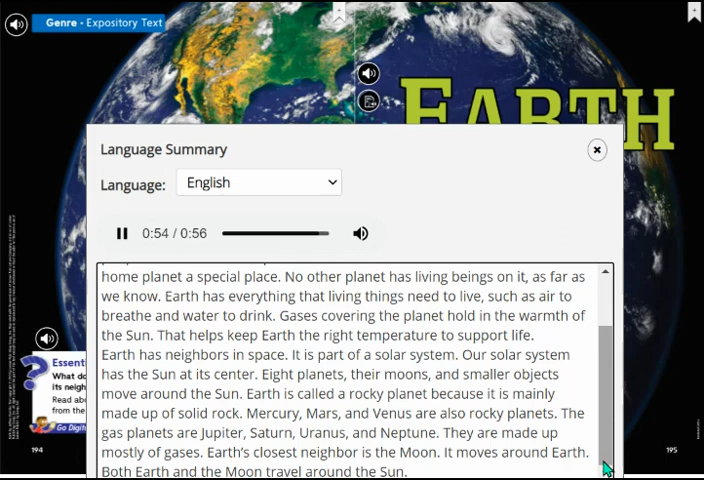 Genre • Expository Text
EARTH
Language Summary
Language: English
0:54 / 0:56
home planet a special place. No other planet has living beings on it, as far as
we know. Earth has everything that living things need to live, such as air to
breathe and water to drink. Gases covering the planet hold in the warmth of
the Sun. That helps keep Earth the right temperature to support life.
Earth has neighbors in space. It is part of a solar system. Our solar system
has the Sun at its center. Eight planets, their moons, and smaller objects
move around the Sun. Earth is called a rocky planet because it is mainly
made up of solid rock. Mercury, Mars, and Venus are also rocky planets. The
gas planets are Jupiter, Saturn, Uranus, and Neptune. They are made up
mostly of gases. Earth's closest neighbor is the Moon. It moves around Earth.
Both Earth and the Moon travel around the Sun.
Essenti
What do
its neigh
Read abo
from the
Go Digit
194
195